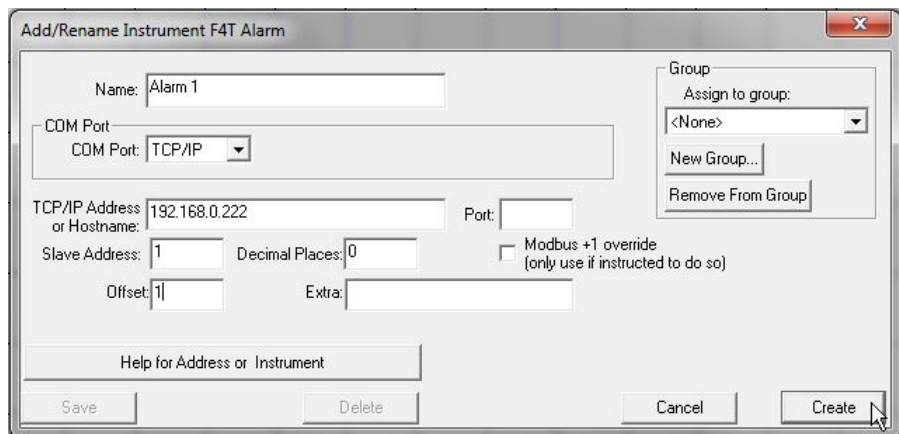 Add/Rename Instrument F4T Alarm
x
Name: Alarm 1
COM Port
COM Port: TCP/IP
Group
Assign to group:
<None>
New Group...
Remove From Group
TCP/IP Address
or Hostname: 192.168.0.222 Port:
Slave Address: 1 Decimal Places: 0
Modbus +1 override
(only use if instructed to do so)
Offset: 1 Extra:
Help for Address or Instrument
Save Delete Cancel Create